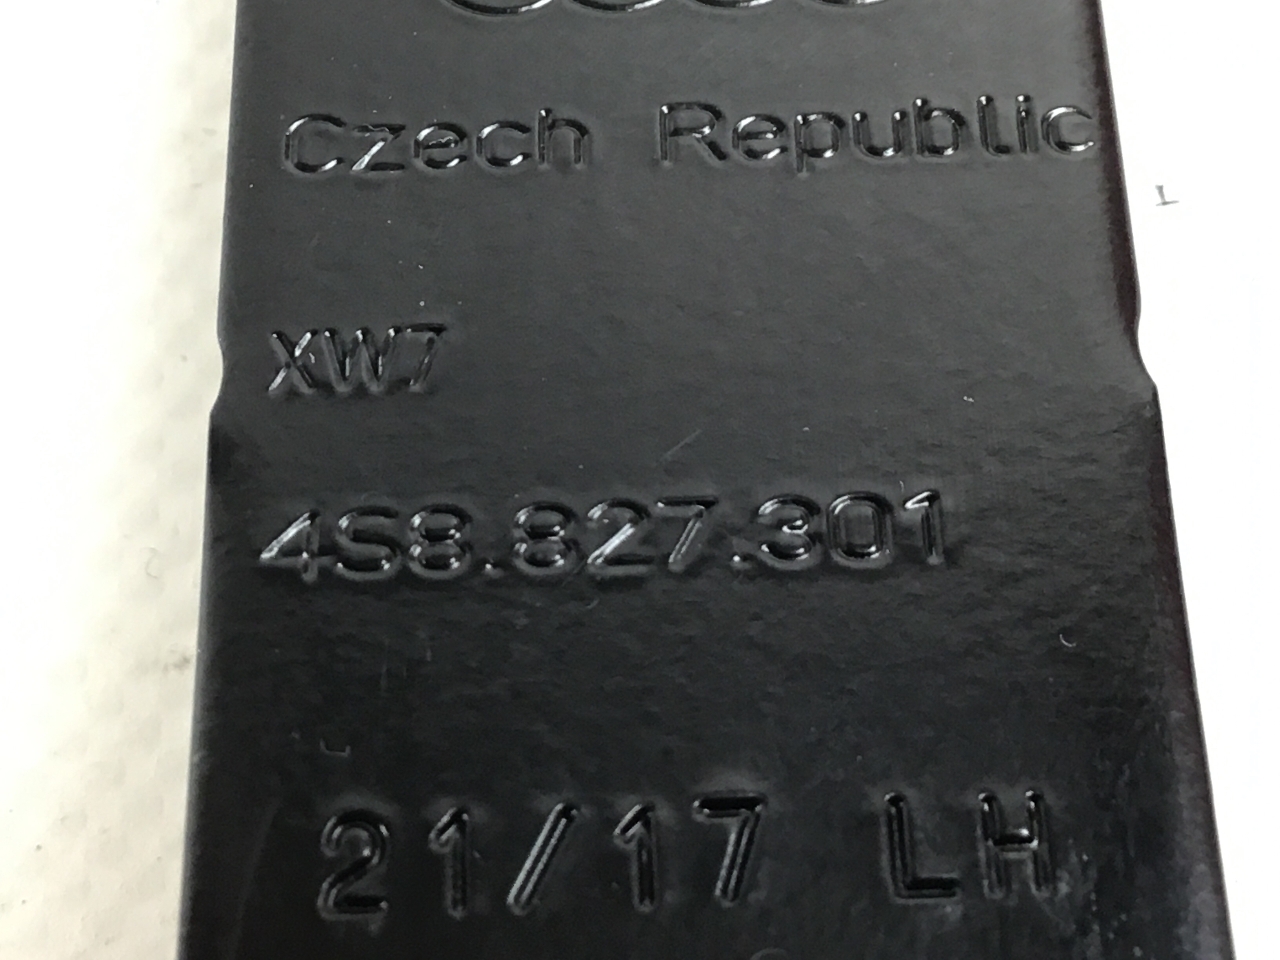 Czech Republic
XW7
4S8.827.301
21/17 LH